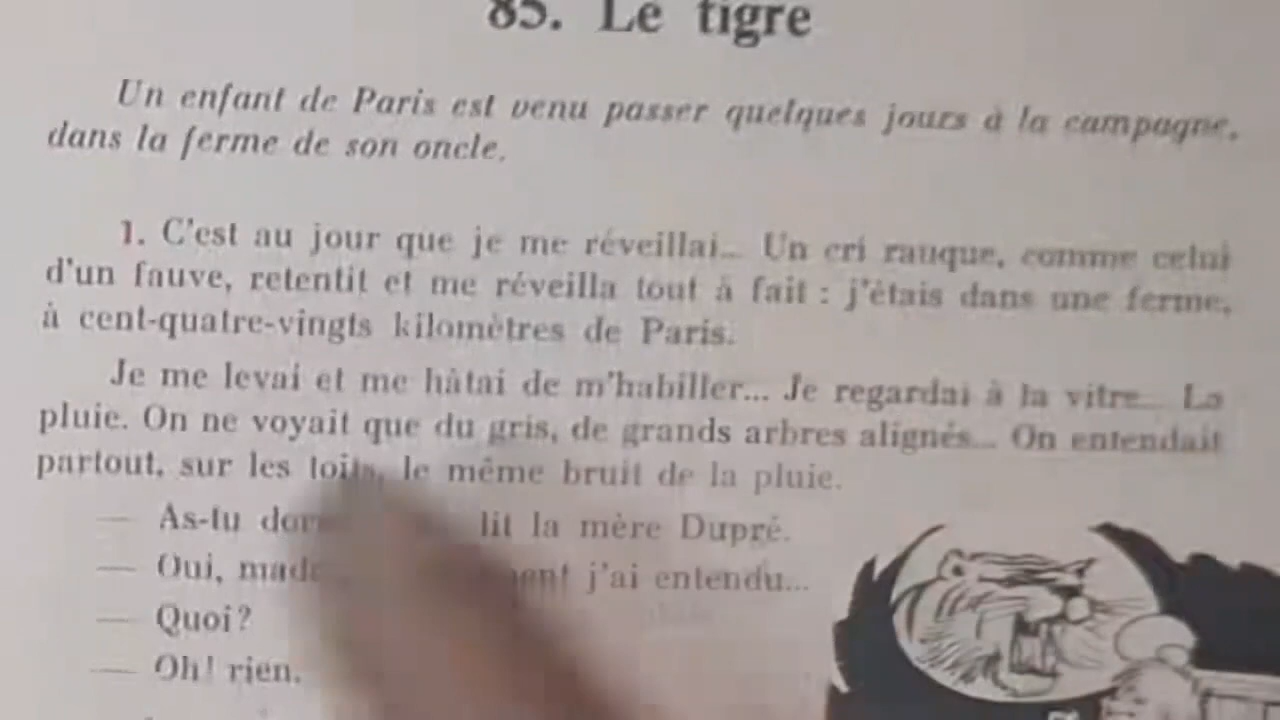 85. Le tigre
Un enfant de Paris est venu passer quelques jours à la campagne,
dans la ferme de son oncle.
1. C'est au jour que je me réveillai... Un cri rauque, comme celui
d'un fauve, retentit et me réveilla tout à fait : j'étais dans une ferme,
à cent-quatre-vingts kilomètres de Paris.
Je me levai et me hâtai de m'habiller... Je regardai à la vitre... La
pluie. On ne voyait que du gris, de grands arbres alignés... On entendait
partout, sur les toits, le même bruit de la pluie.
— As-tu lit la mère Dupré.
— Oui, j'ai entendu...
— Quoi?
— Oh! rien.